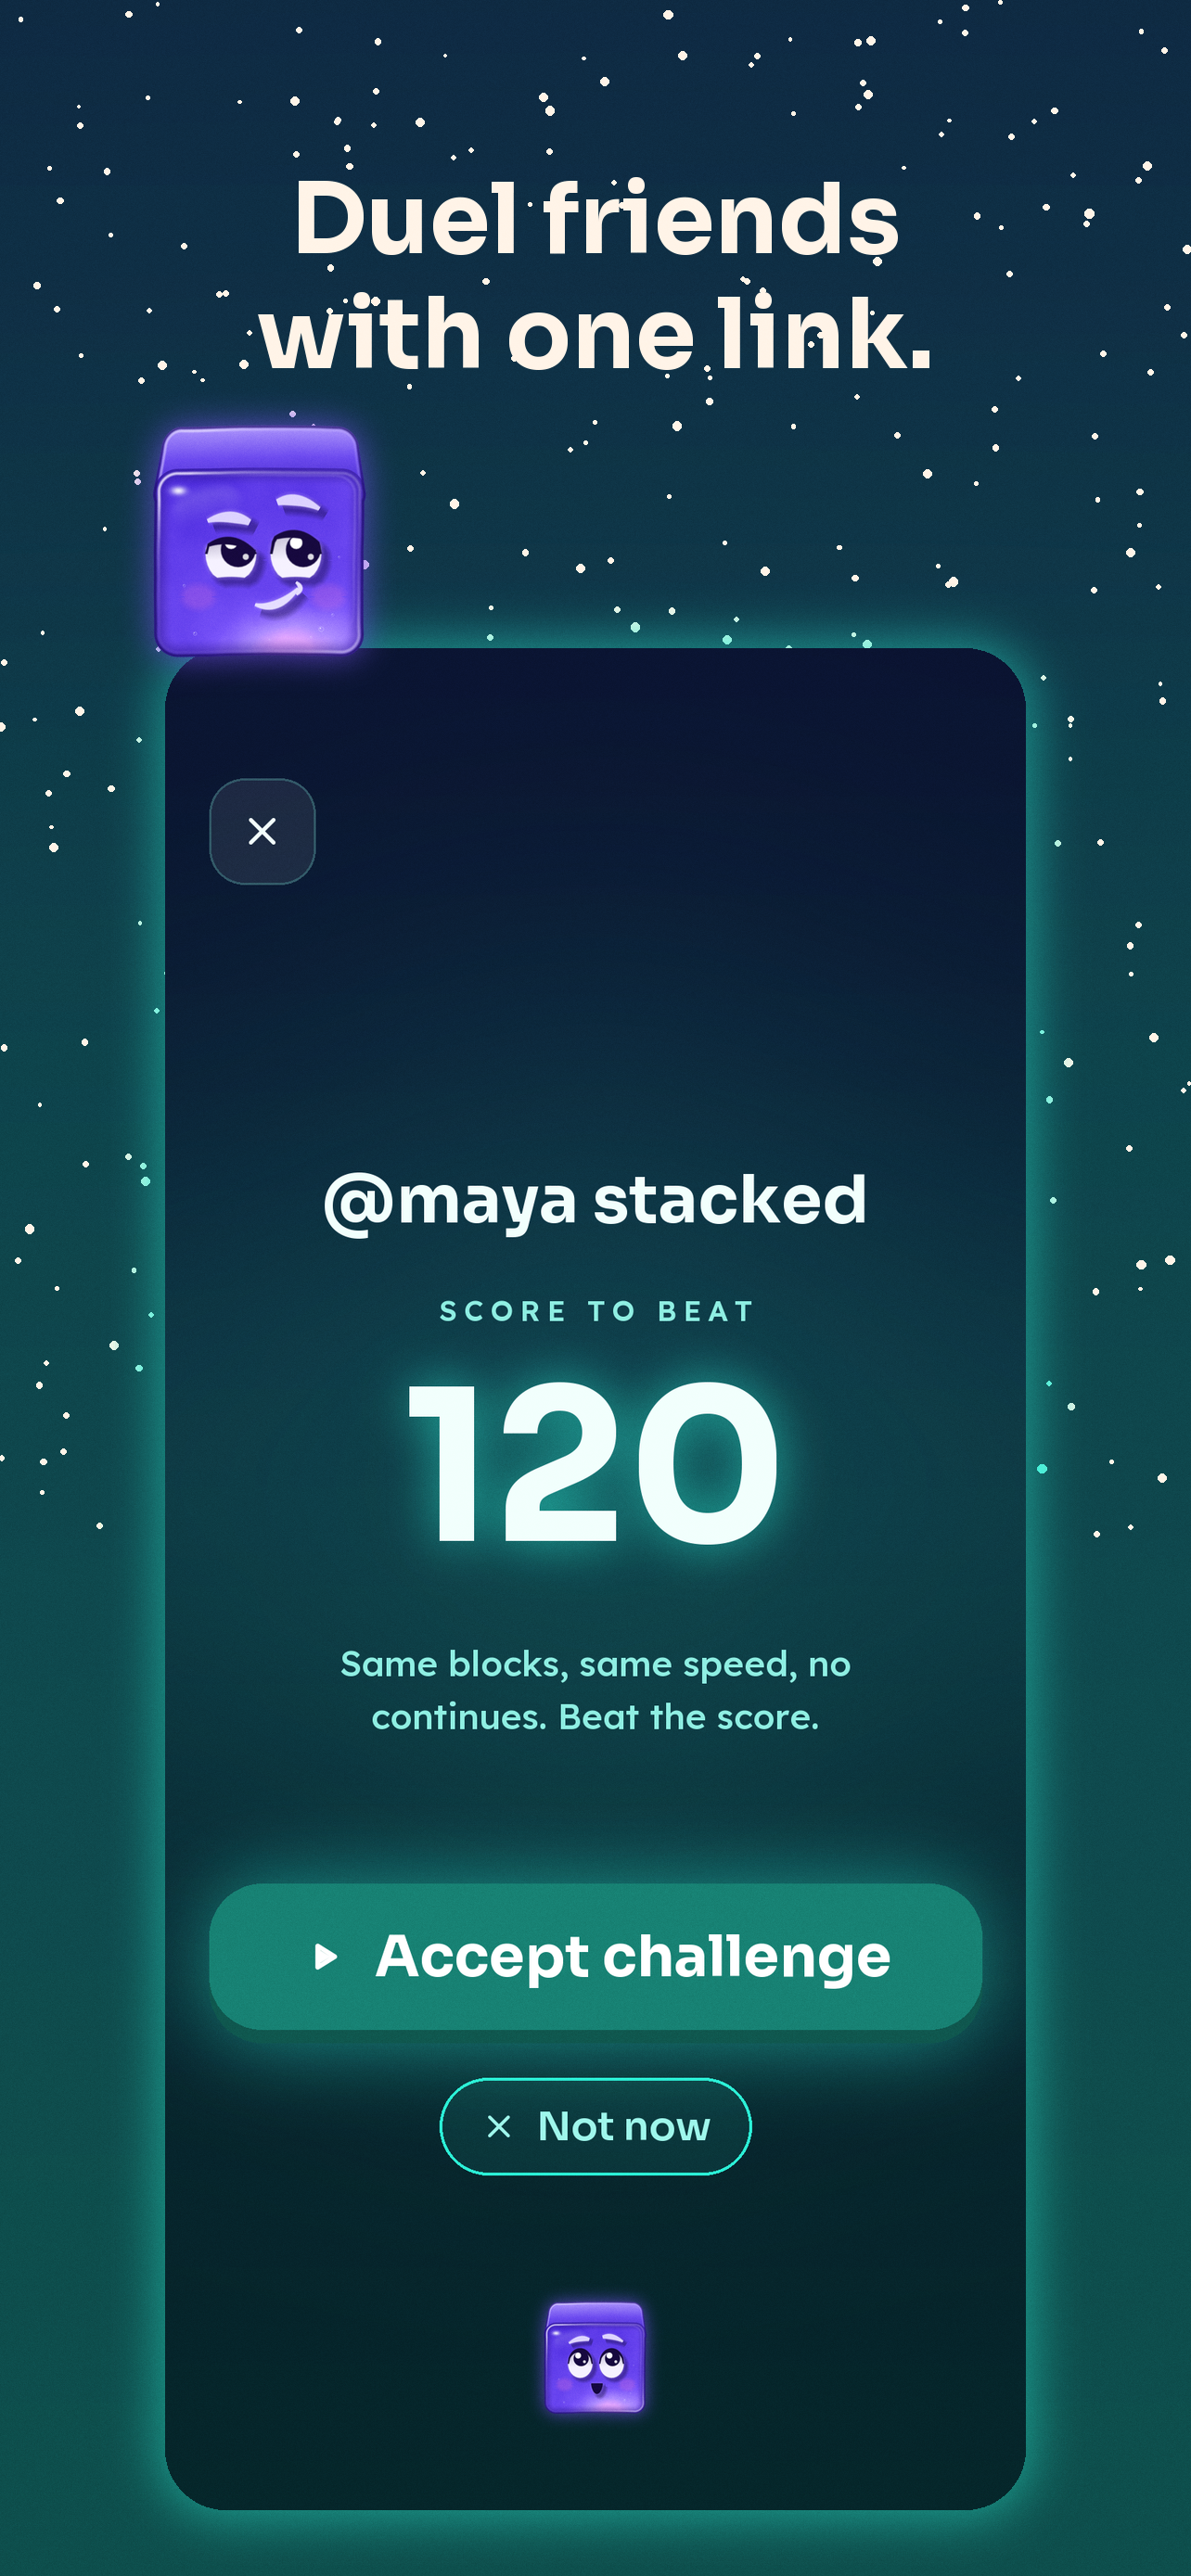 Duel friends
with one link.
@maya stacked
SCORE TO BEAT
120
Same blocks, same speed, no
continues. Beat the score.
Accept challenge
Not now